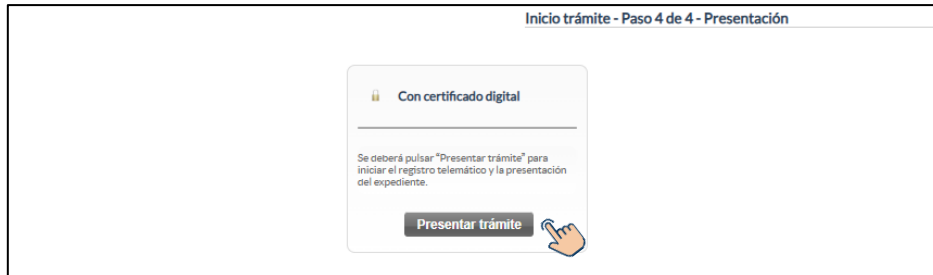 Inicio trámite - Paso 4 de 4 - Presentación
Con certificado digital
Se deberá pulsar "Presentar trámite" para
iniciar el registro telemático y la presentación
del expediente.
Presentar trámite